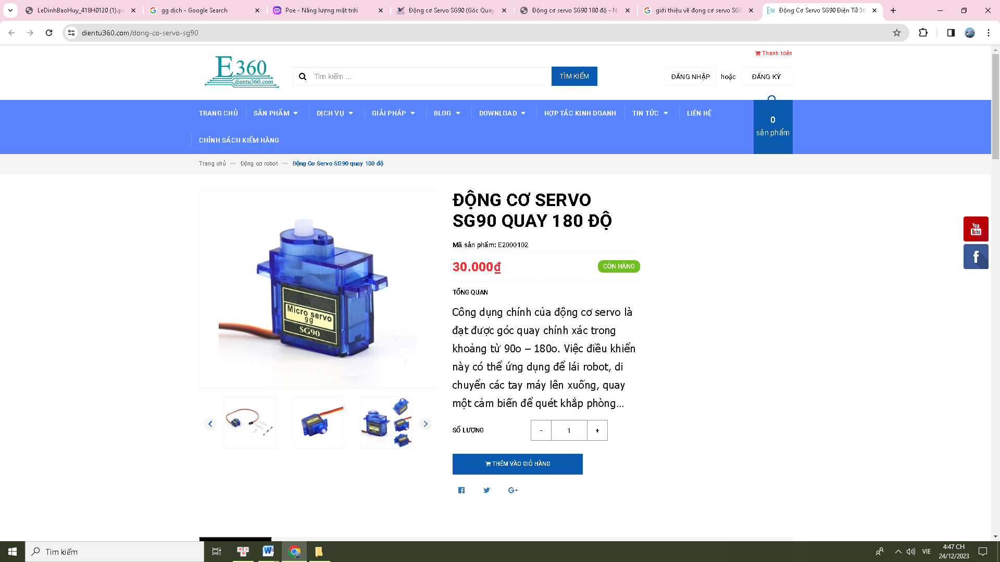 LeDinhBaoHuy_418H0120 (1).pd
gg dịch - Google Search
Poe - Năng lượng mặt trời
Động cơ Servo SG90 (Góc Quay
Động cơ servo SG90 180 độ - N
giới thiệu về đọng cơ servo SG9
Động Cơ Servo SG90 Điện Tử 36
dientu360.com/dong-co-servo-sg90
Thanh toán
E360
dientu360.com
Tìm kiếm ...
TÌM KIẾM
ĐĂNG NHẬP hoặc ĐĂNG KÝ
TRANG CHỦ SẢN PHẨM DỊCH VỤ GIẢI PHÁP BLOG DOWNLOAD HỢP TÁC KINH DOANH TIN TỨC LIÊN HỆ
0
sản phẩm
CHÍNH SÁCH KIỂM HÀNG
Trang chủ Động cơ robot Động Cơ Servo SG90 quay 180 độ
ĐỘNG CƠ SERVO
SG90 QUAY 180 ĐỘ
Mã sản phẩm: E2000102
30.000₫
CÒN HÀNG
TỔNG QUAN
Công dụng chính của động cơ servo là
đạt được góc quay chính xác trong
khoảng từ 90o – 180o. Việc điều khiển
này có thể ứng dụng để lái robot, di
chuyển các tay máy lên xuống, quay
một cảm biến để quét khắp phòng...
Micro servo
9g
SG90
SỐ LƯỢNG - 1 +
THÊM VÀO GIỎ HÀNG
You
Tube
Tìm kiếm
VIE
4:47 CH
24/12/2023